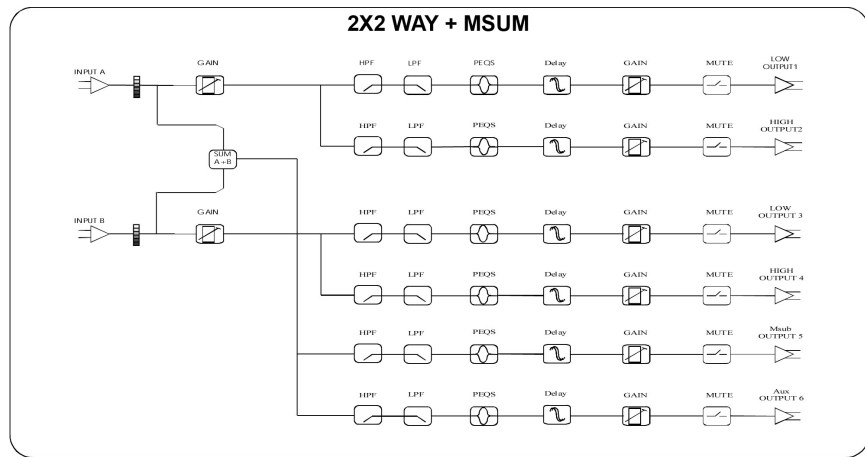 2X2 WAY + MSUM
INPUT A
GAIN
HPF LPF PEQS Delay GAIN MUTE
LOW
OUTPUT1
HPF LPF PEQS Delay GAIN MUTE
HIGH
OUTPUT2
SUM
A+B
INPUT B
GAIN
HPF LPF PEQS Delay GAIN MUTE
LOW
OUTPUT 3
HPF LPF PEQS Delay GAIN MUTE
HIGH
OUTPUT 4
HPF LPF PEQS Delay GAIN MUTE
Msub
OUTPUT 5
HPF LPF PEQS Delay GAIN MUTE
Aux
OUTPUT 6